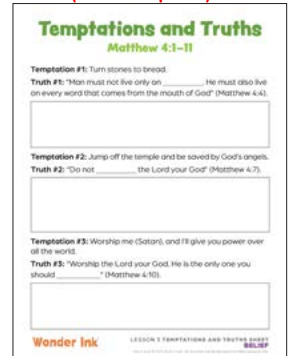 Temptations and Truths
Matthew 4:1–11
Temptation #1: Turn stones to bread.
Truth #1: "Man must not live only on ________. He must also live
on every word that comes from the mouth of God" (Matthew 4:4).
Temptation #2: Jump off the temple and be saved by God's angels.
Truth #2: "Do not ________ the Lord your God" (Matthew 4:7).
Temptation #3: Worship me (Satan), and I'll give you power over
all the world.
Truth #3: "Worship the Lord your God. He is the only one you
should ________" (Matthew 4:10).
Wonder Ink
LESSON 3 TEMPTATIONS AND TRUTHS SHEET
BELIEF